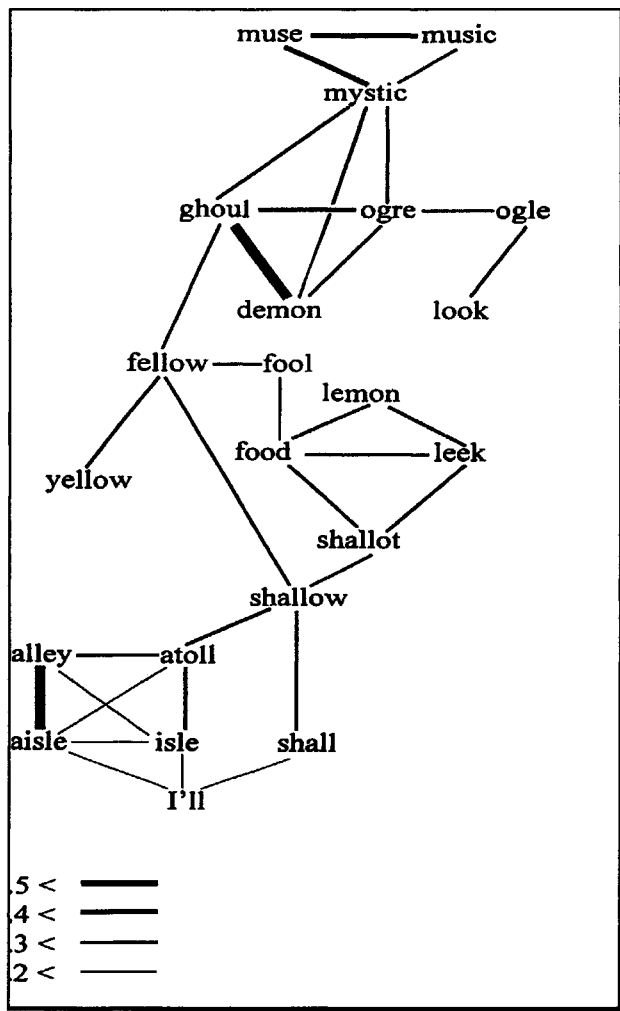 muse music
mystic
ghoul ogre ogle
demon look
fellow fool
lemon
food leek
yellow
shallot
shallow
alley atoll
aisle isle shall
I'll
.5 <
.4 <
.3 <
.2 <